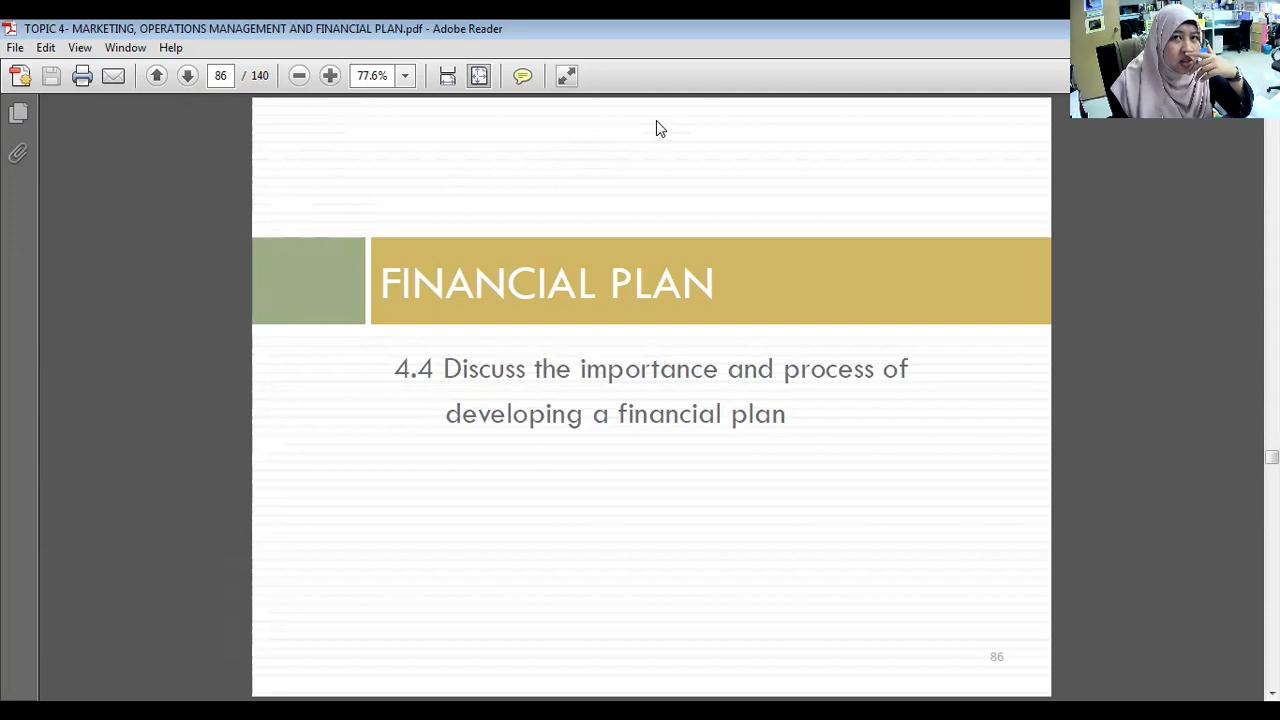 TOPIC 4- MARKETING, OPERATIONS MANAGEMENT AND FINANCIAL PLAN.pdf - Adobe Reader
File Edit View Window Help
86 / 140 77.6%
FINANCIAL PLAN
4.4 Discuss the importance and process of
developing a financial plan
86